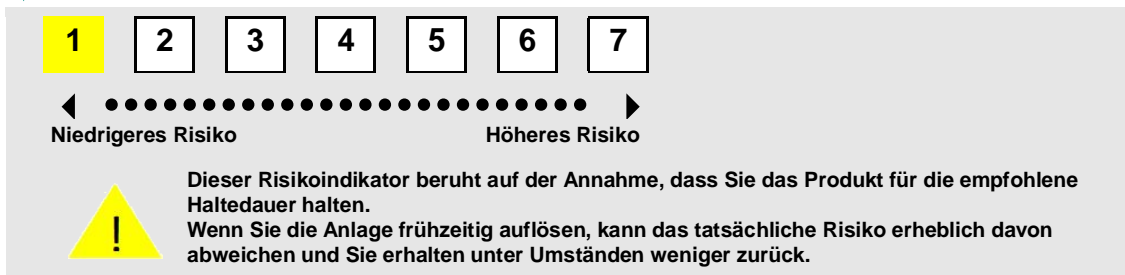 1 2 3 4 5 6 7
Niedrigeres Risiko Höheres Risiko
Dieser Risikoindikator beruht auf der Annahme, dass Sie das Produkt für die empfohlene
Haltedauer halten.
! Wenn Sie die Anlage frühzeitig auflösen, kann das tatsächliche Risiko erheblich davon
abweichen und Sie erhalten unter Umständen weniger zurück.